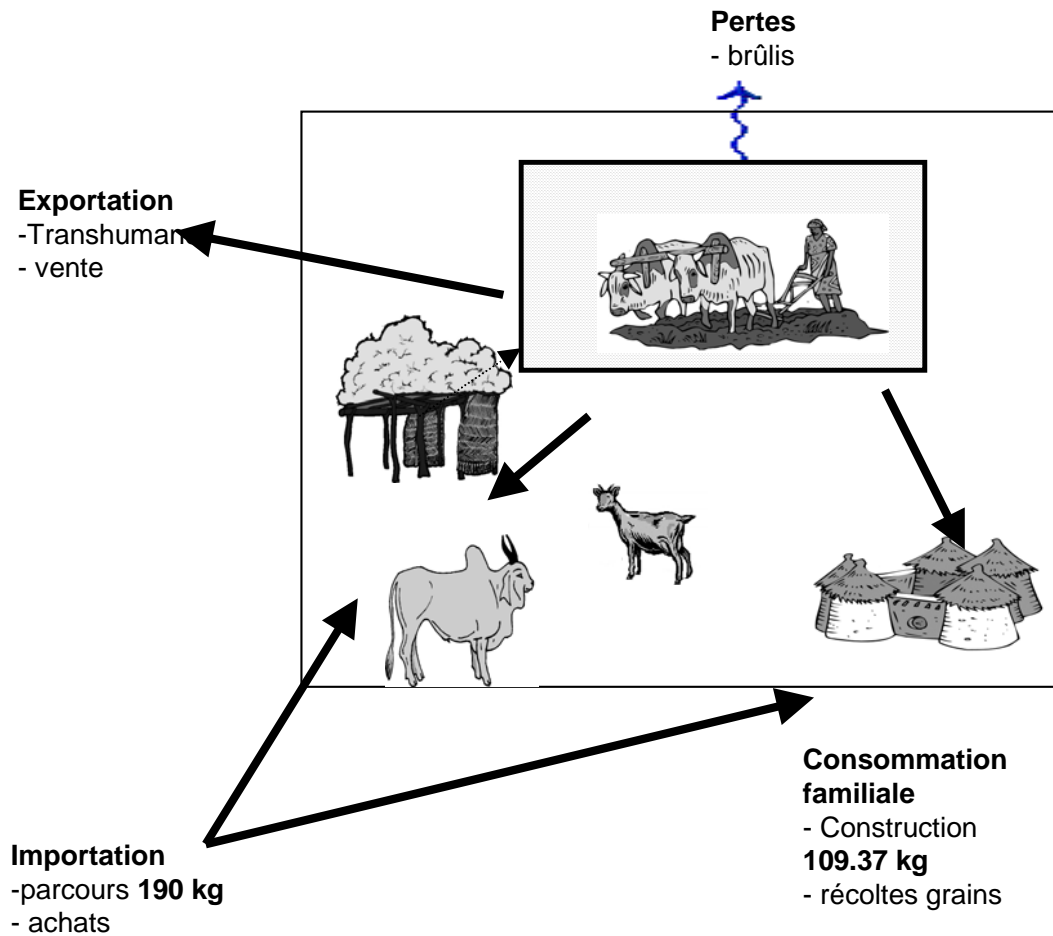 Pertes
- brûlis
Exportation
-Transhuman
- vente
Consommation
familiale
- Construction
109.37 kg
- récoltes grains
Importation
-parcours 190 kg
- achats